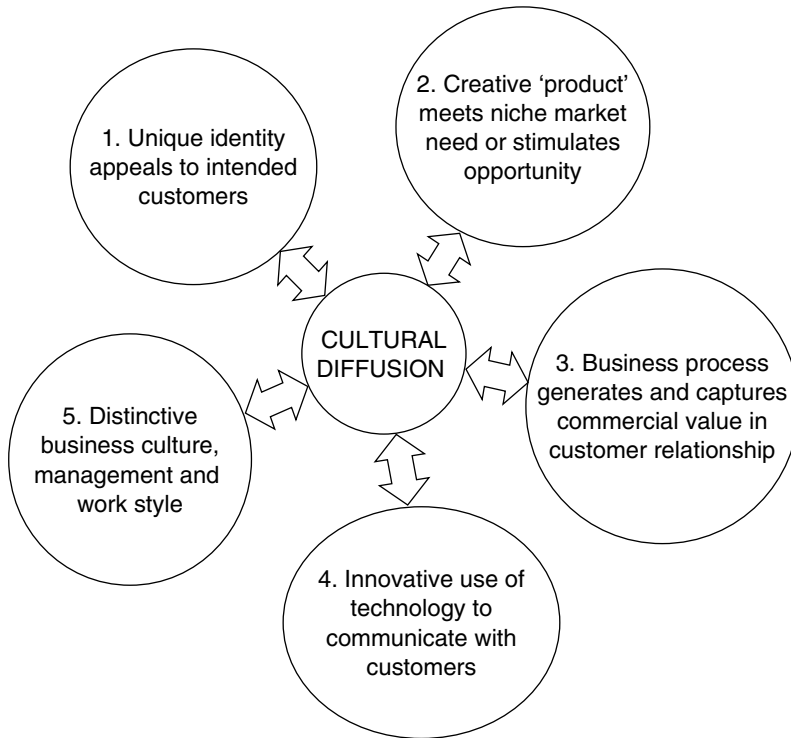 1. Unique identity
appeals to intended
customers
2. Creative ‘product’
meets niche market
need or stimulates
opportunity
CULTURAL
DIFFUSION
3. Business process
generates and captures
commercial value in
customer relationship
4. Innovative use of
technology to
communicate with
customers
5. Distinctive
business culture,
management and
work style